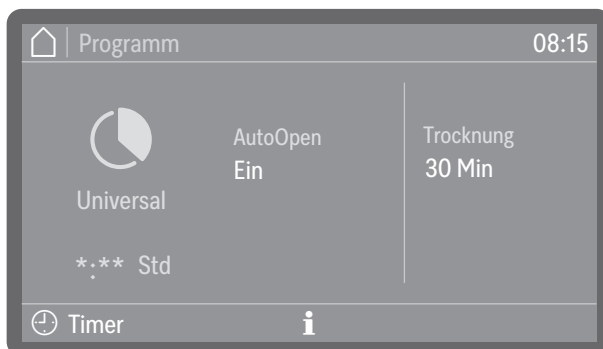 Programm 08:15
AutoOpen
Ein
Trocknung
30 Min
Universal
*:** Std
Timer i